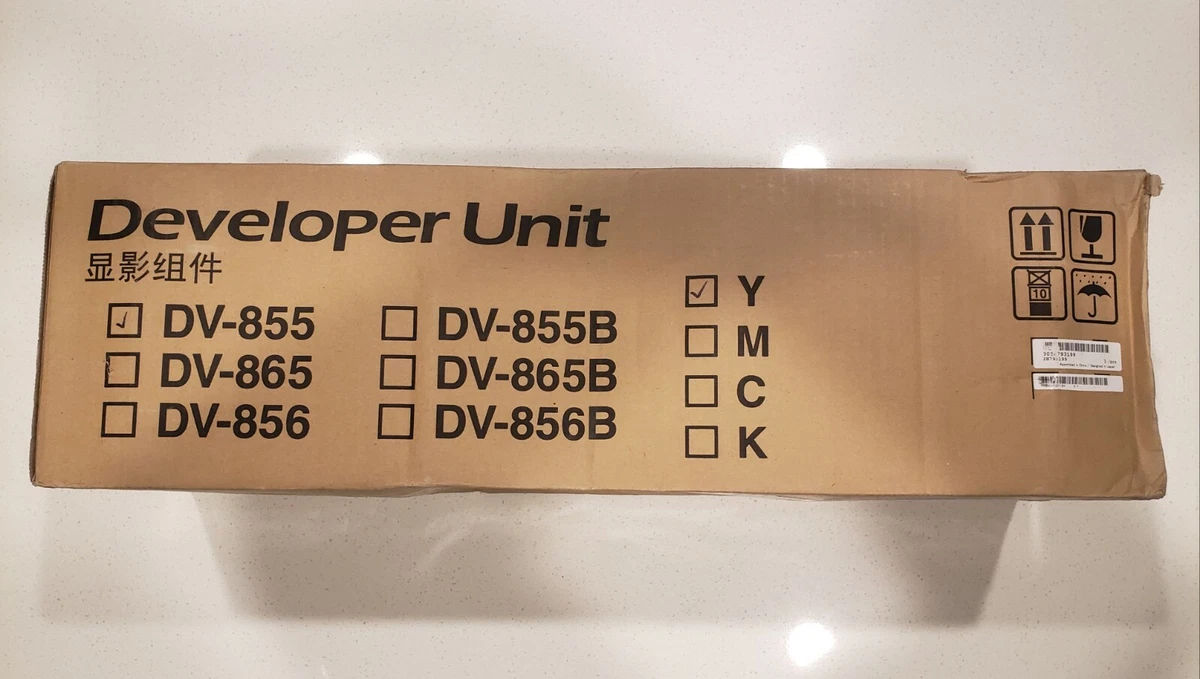 Developer Unit
显影组件
DV-855 DV-855B
DV-865 DV-865B
DV-856 DV-856B
Y
M
C
K
10